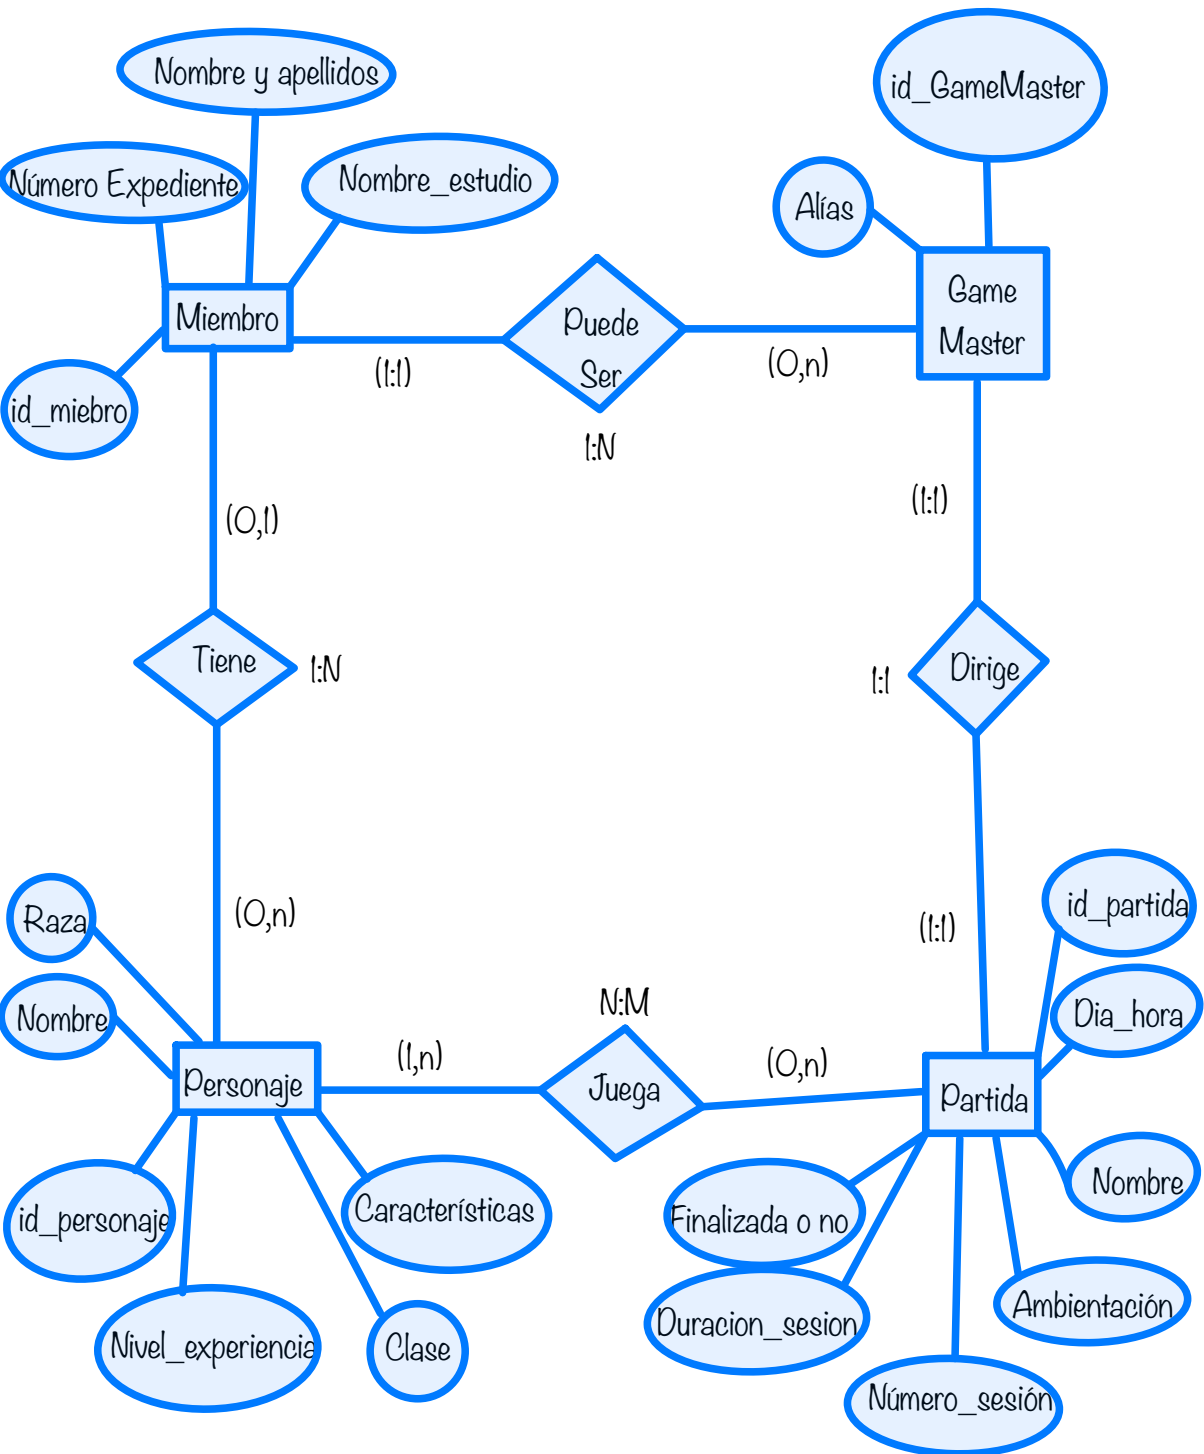 Nombre y apellidos
id_GameMaster
Número Expediente
Nombre_estudio
Alías
Miembro
Puede
Ser
Game
Master
(1:1)
(0,n)
id_miebro
1:N
(0,1)
(1:1)
Tiene
1:N
1:1
Dirige
(0,n)
(1:1)
Raza
id_partida
Nombre
N:M
Dia_hora
(1,n)
(0,n)
Personaje
Juega
Partida
Nombre
id_personaje
Características
Finalizada o no
Ambientación
Nivel_experiencia
Clase
Duracion_sesion
Número_sesión